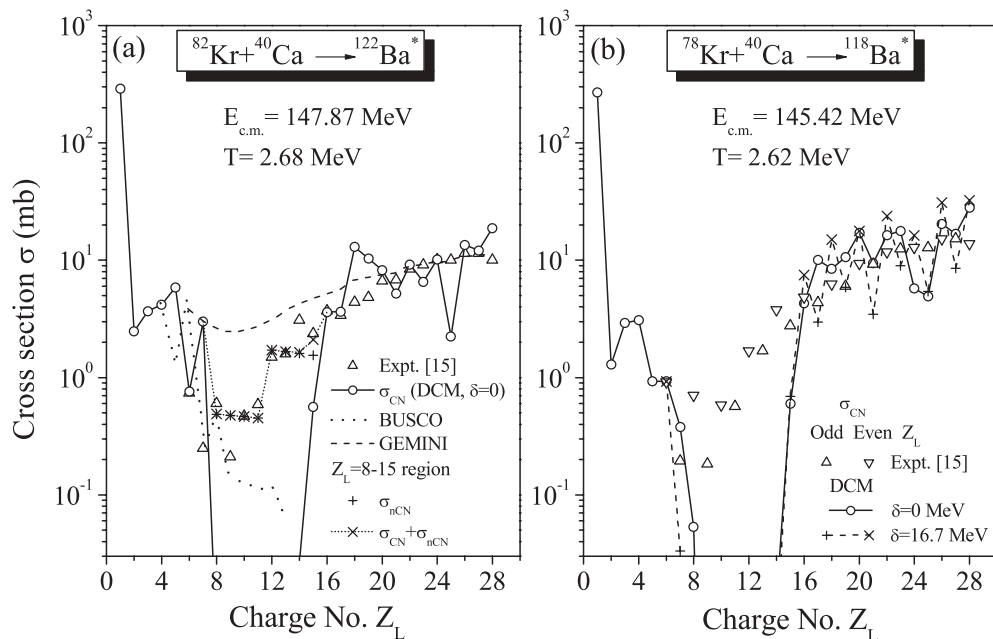 (a)
⁸²Kr+⁴⁰Ca ⟶ ¹²²Ba*
E_c.m. = 147.87 MeV
T= 2.68 MeV
10³
10²
10¹
10⁰
10⁻¹
Cross section σ (mb)
Expt. [15]
σ_CN (DCM, δ=0)
BUSCO
GEMINI
Z_L=8-15 region
σ_nCN
σ_CN+σ_nCN
0 4 8 12 16 20 24 28
Charge No. Z_L
(b)
⁷⁸Kr+⁴⁰Ca ⟶ ¹¹⁸Ba*
E_c.m. = 145.42 MeV
T= 2.62 MeV
10³
10²
10¹
10⁰
10⁻¹
σ_CN
Odd Even Z_L
Expt. [15]
DCM
δ=0 MeV
δ=16.7 MeV
0 4 8 12 16 20 24 28
Charge No. Z_L